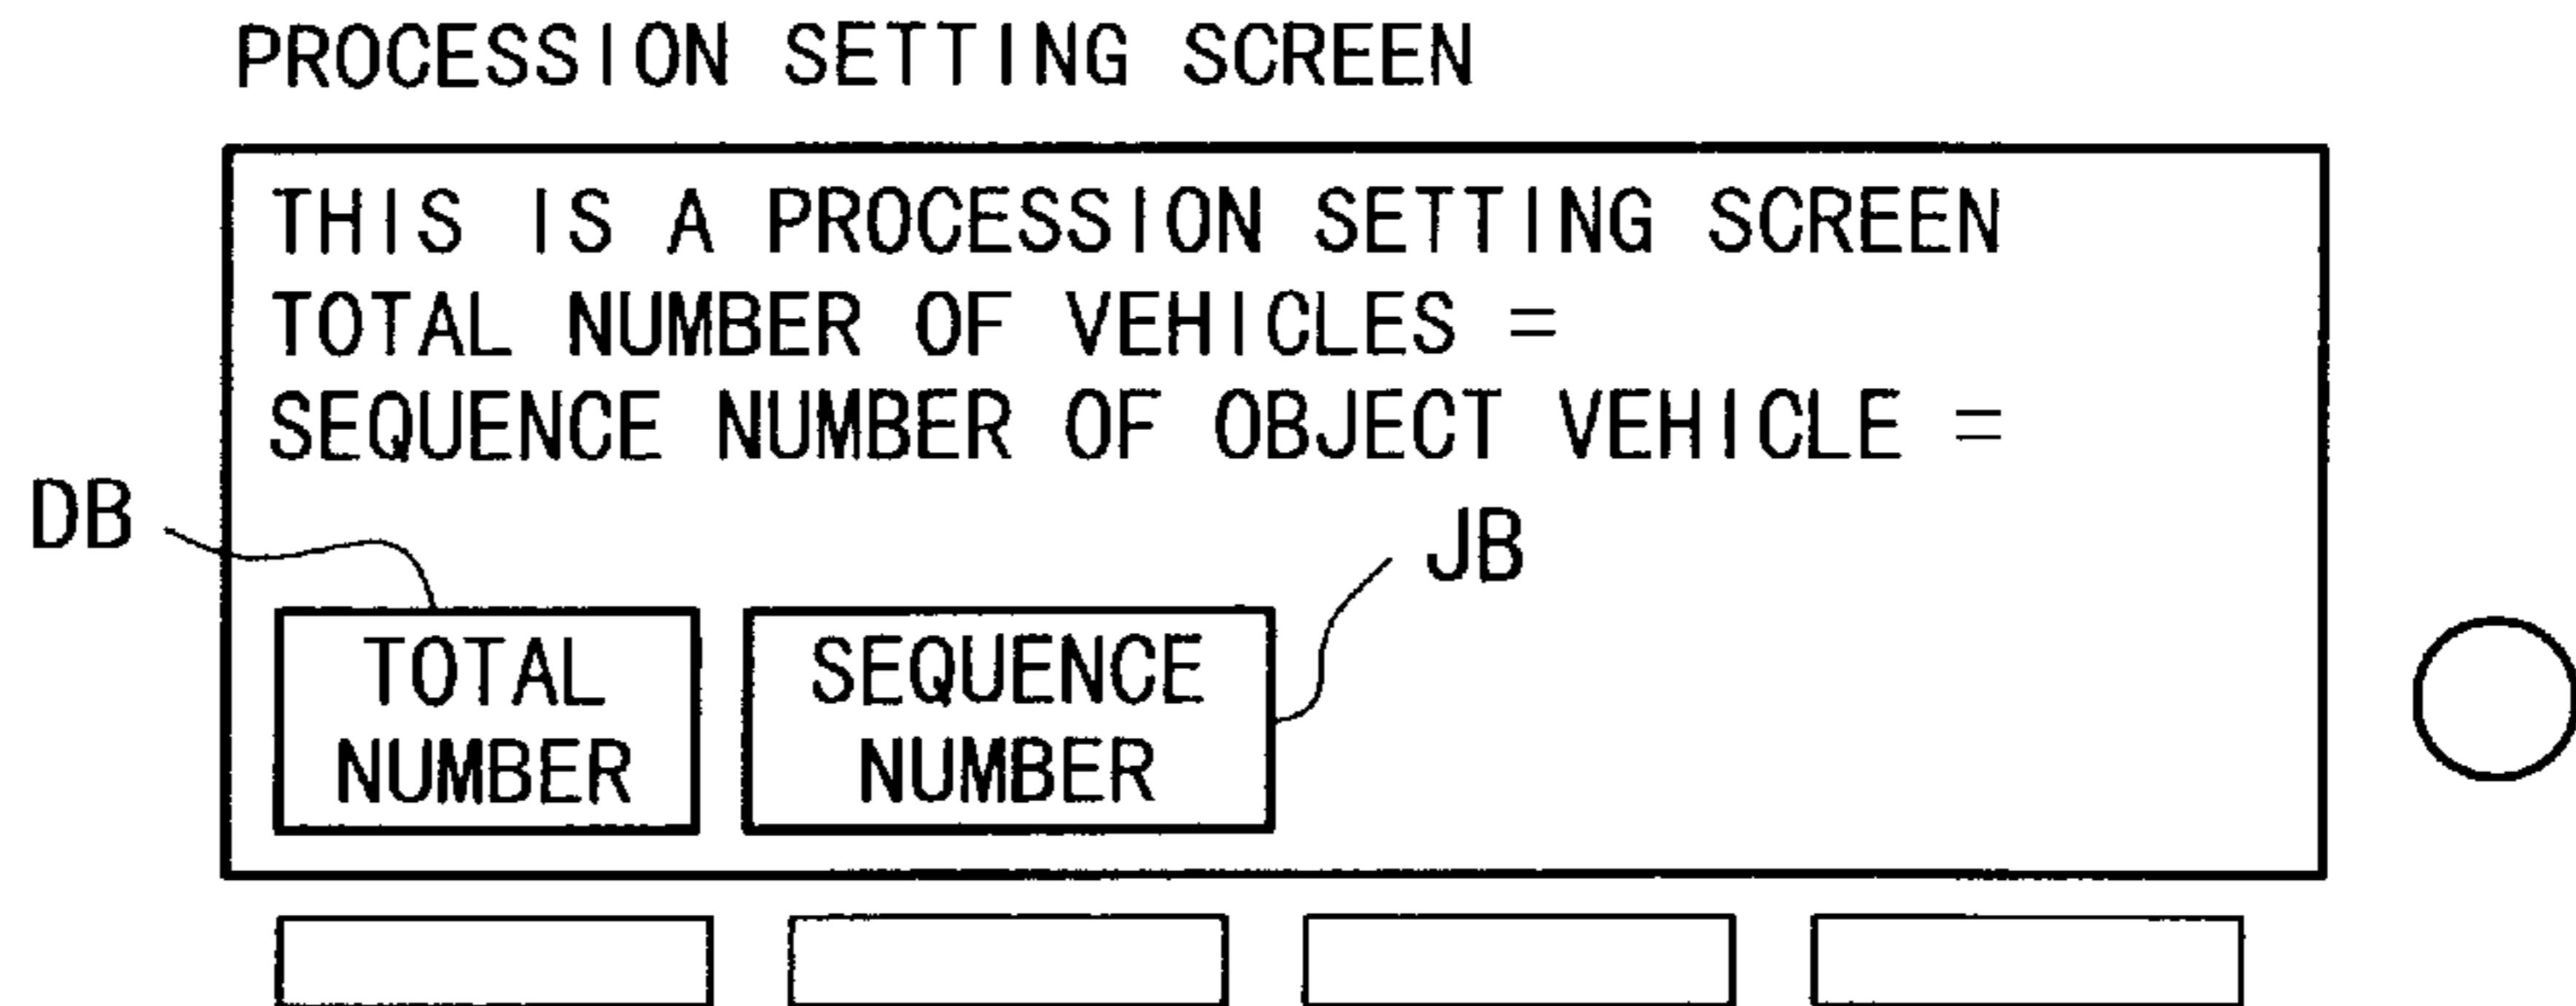 PROCESSION SETTING SCREEN
THIS IS A PROCESSION SETTING SCREEN
TOTAL NUMBER OF VEHICLES =
SEQUENCE NUMBER OF OBJECT VEHICLE =
DB
JB
TOTAL
NUMBER
SEQUENCE
NUMBER